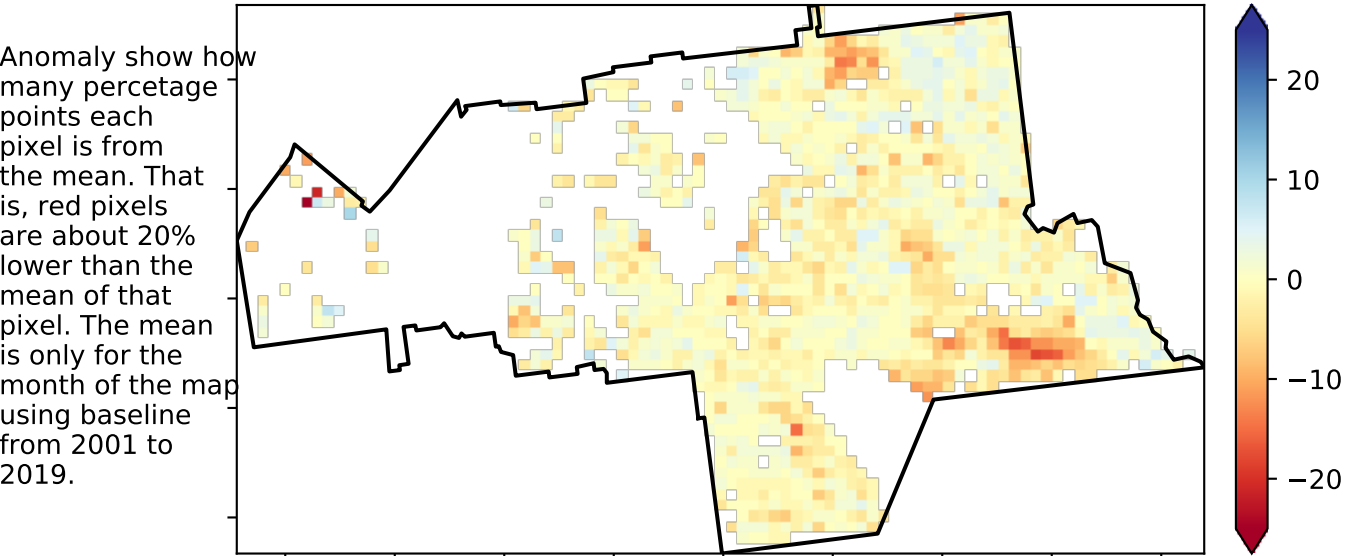 Anomaly show how
many percetage
points each
pixel is from
the mean. That
is, red pixels
are about 20%
lower than the
mean of that
pixel. The mean
is only for the
month of the map
using baseline
from 2001 to
2019.
20
10
0
−10
−20